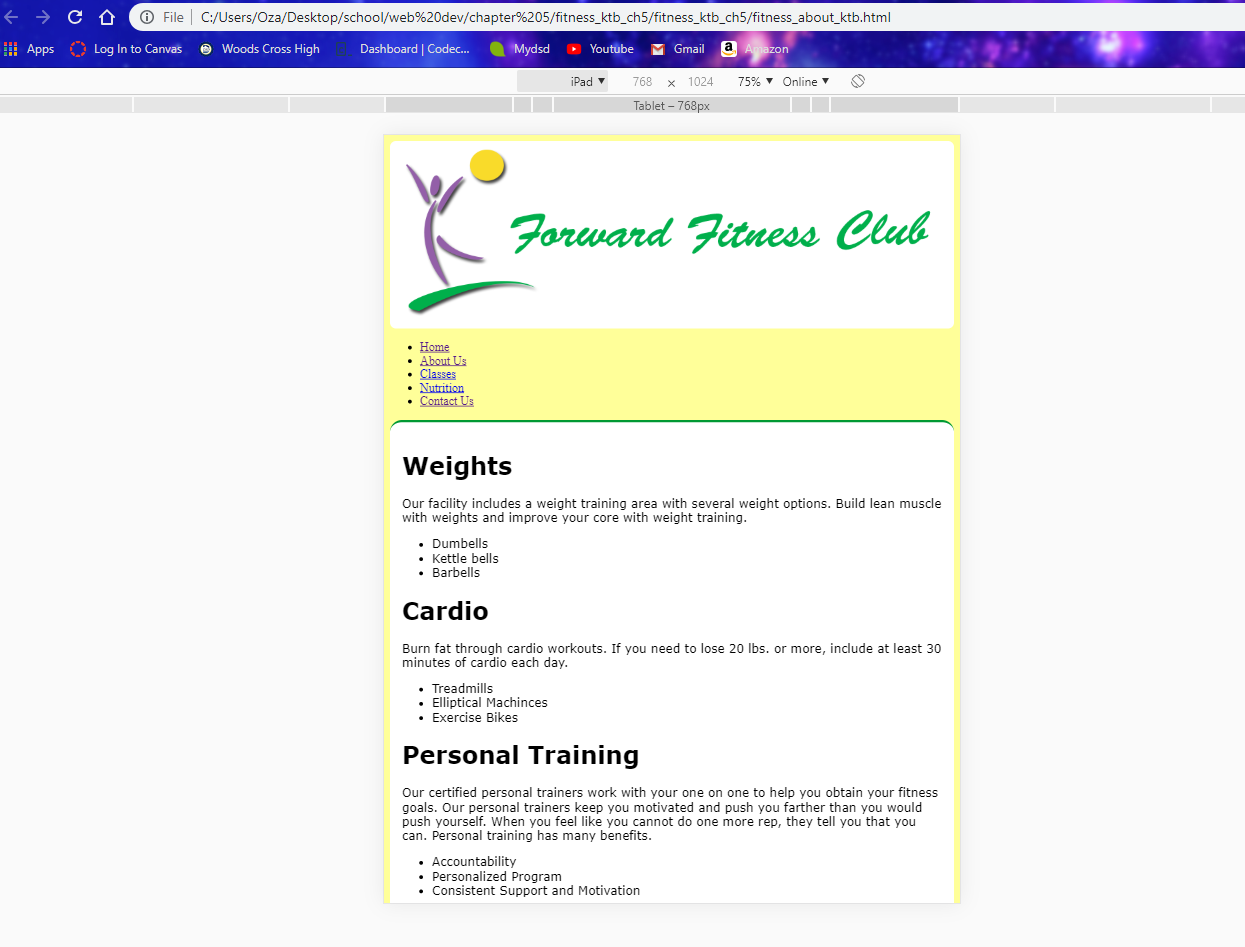 File C:/Users/Oza/Desktop/school/web%20dev/chapter%205/fitness_ktb_ch5/fitness_ktb_ch5/fitness_about_ktb.html
Apps Log In to Canvas Woods Cross High Dashboard | Codec... Mydsd Youtube Gmail Amazon
iPad ▼ 768 × 1024 75% ▼ Online ▼
Tablet – 768px
Forward Fitness Club
Home
About Us
Classes
Nutrition
Contact Us
Weights
Our facility includes a weight training area with several weight options. Build lean muscle
with weights and improve your core with weight training.
Dumbells
Kettle bells
Barbells
Cardio
Burn fat through cardio workouts. If you need to lose 20 lbs. or more, include at least 30
minutes of cardio each day.
Treadmills
Elliptical Machinces
Exercise Bikes
Personal Training
Our certified personal trainers work with your one on one to help you obtain your fitness
goals. Our personal trainers keep you motivated and push you farther than you would
push yourself. When you feel like you cannot do one more rep, they tell you that you
can. Personal training has many benefits.
Accountability
Personalized Program
Consistent Support and Motivation